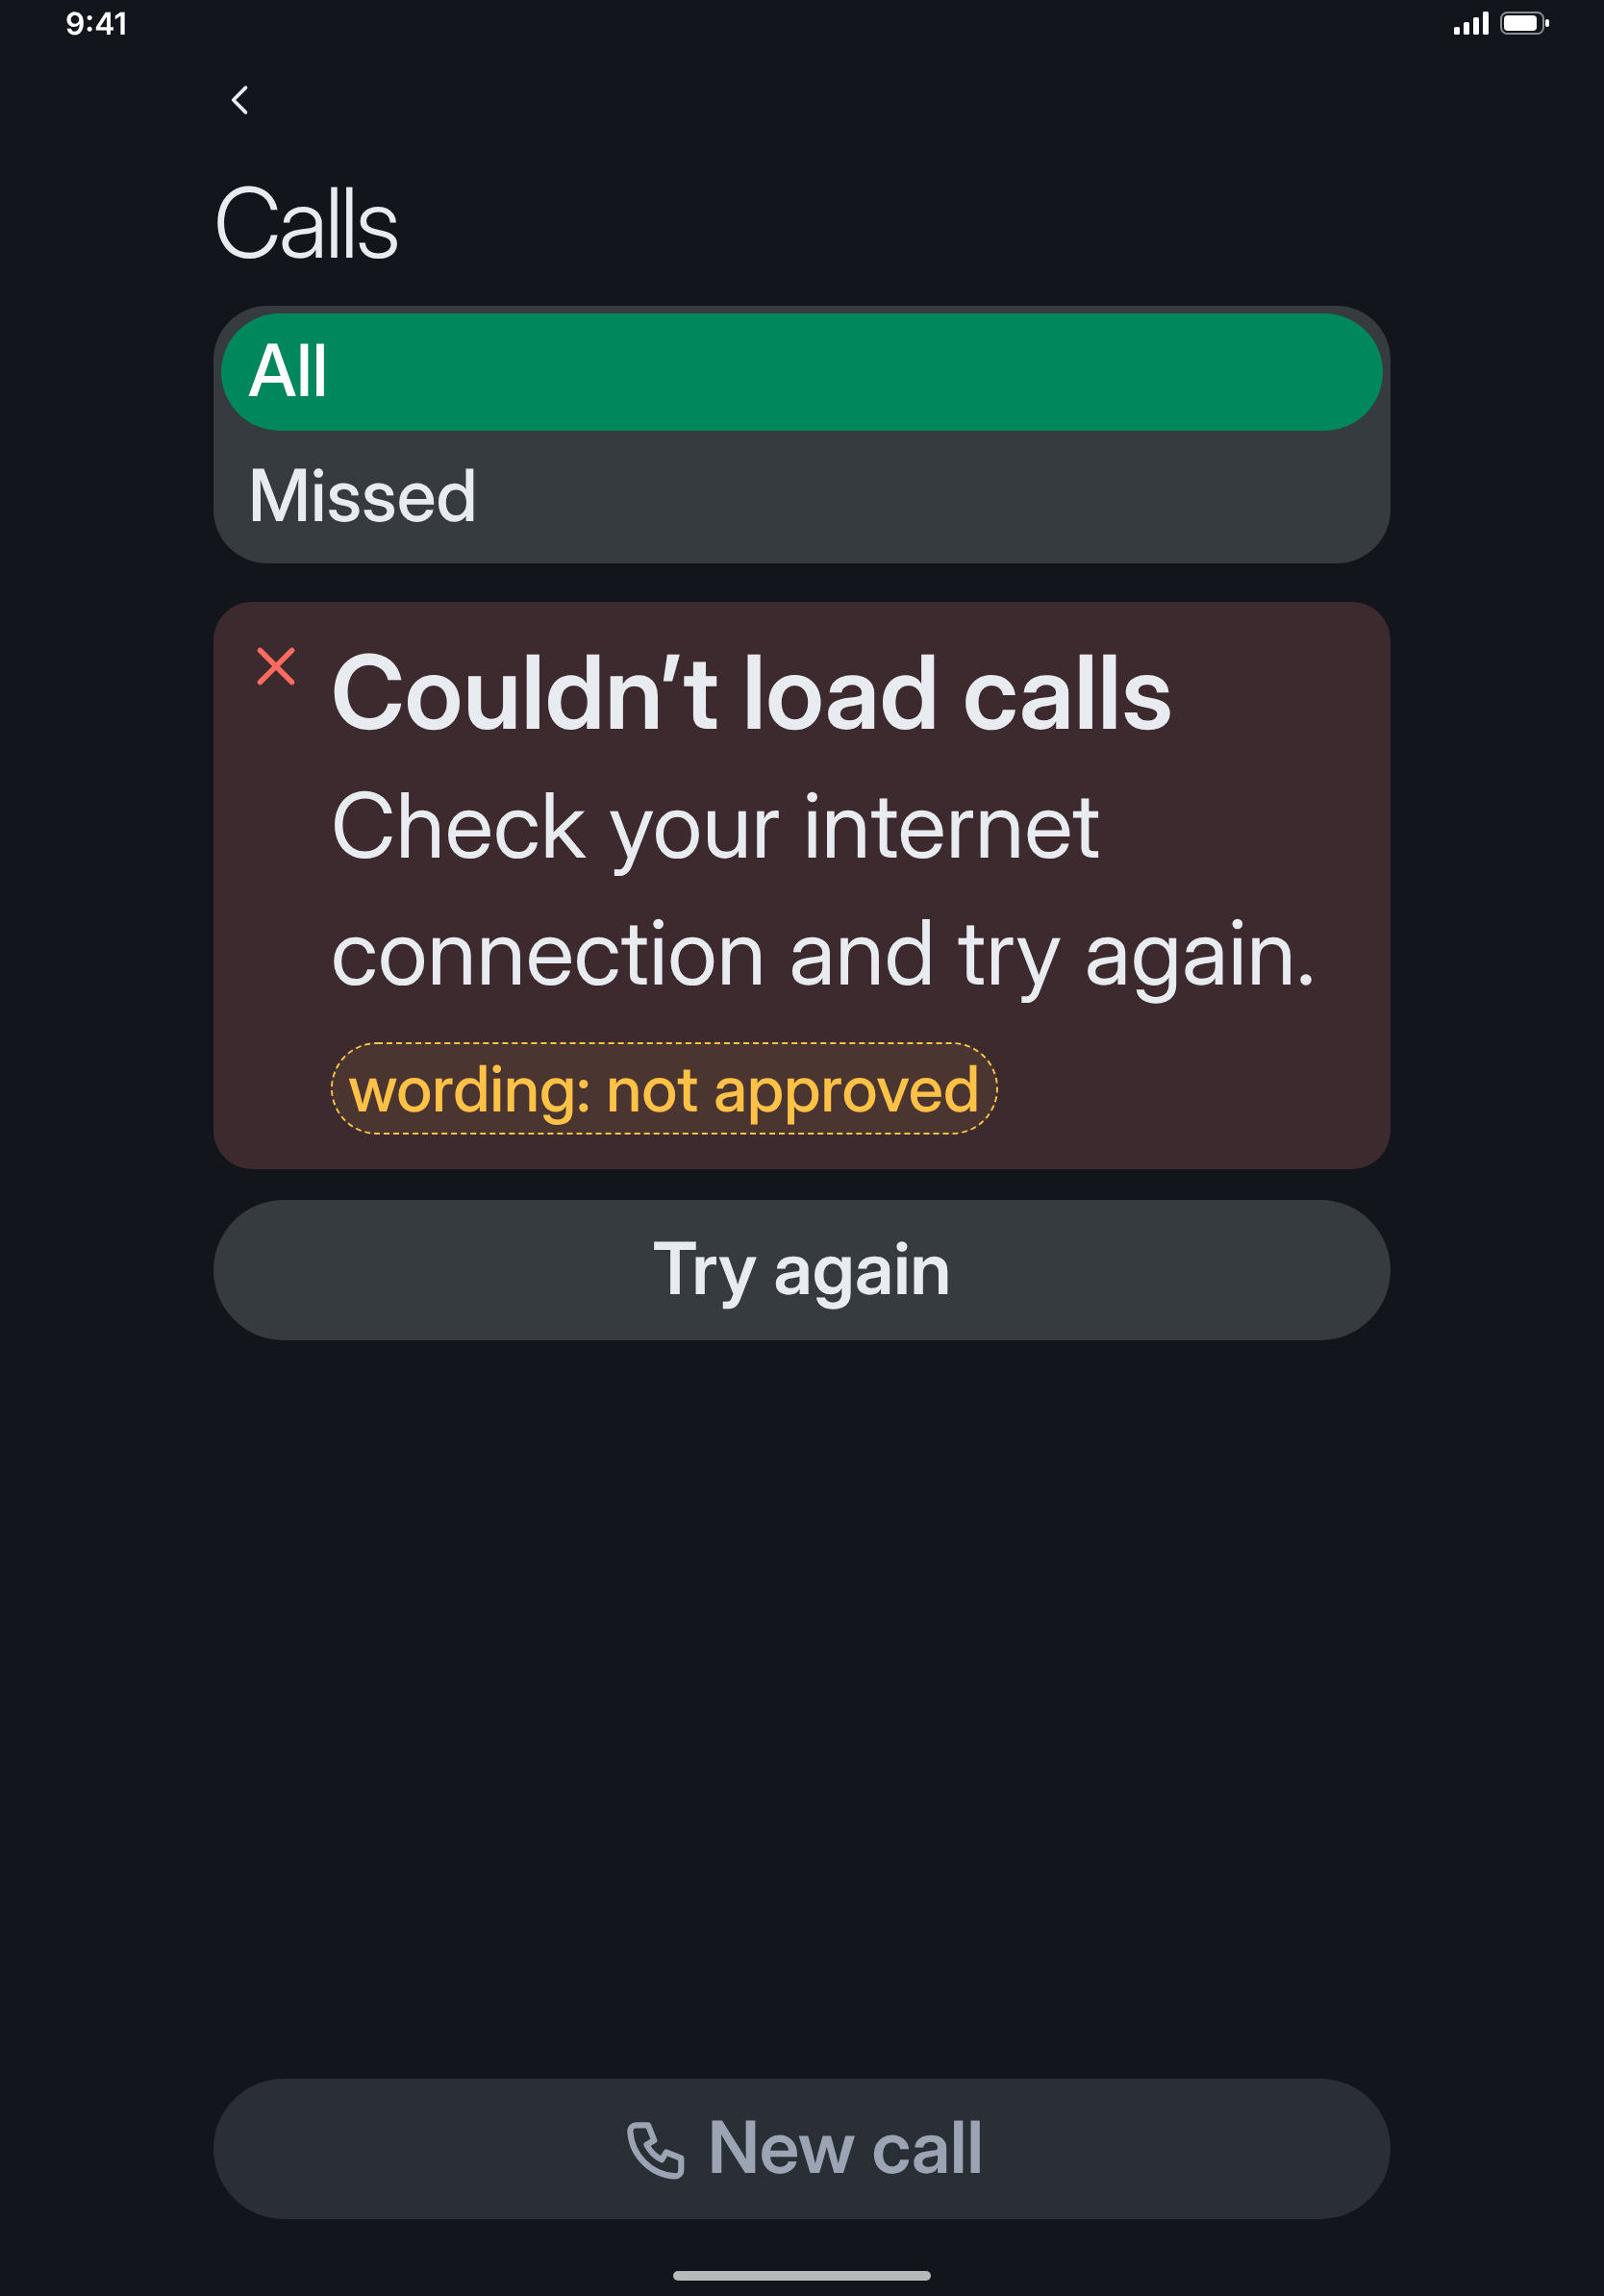 9:41
Calls
All
Missed
Couldn’t load calls
Check your internet
connection and try again.
wording: not approved
Try again
New call